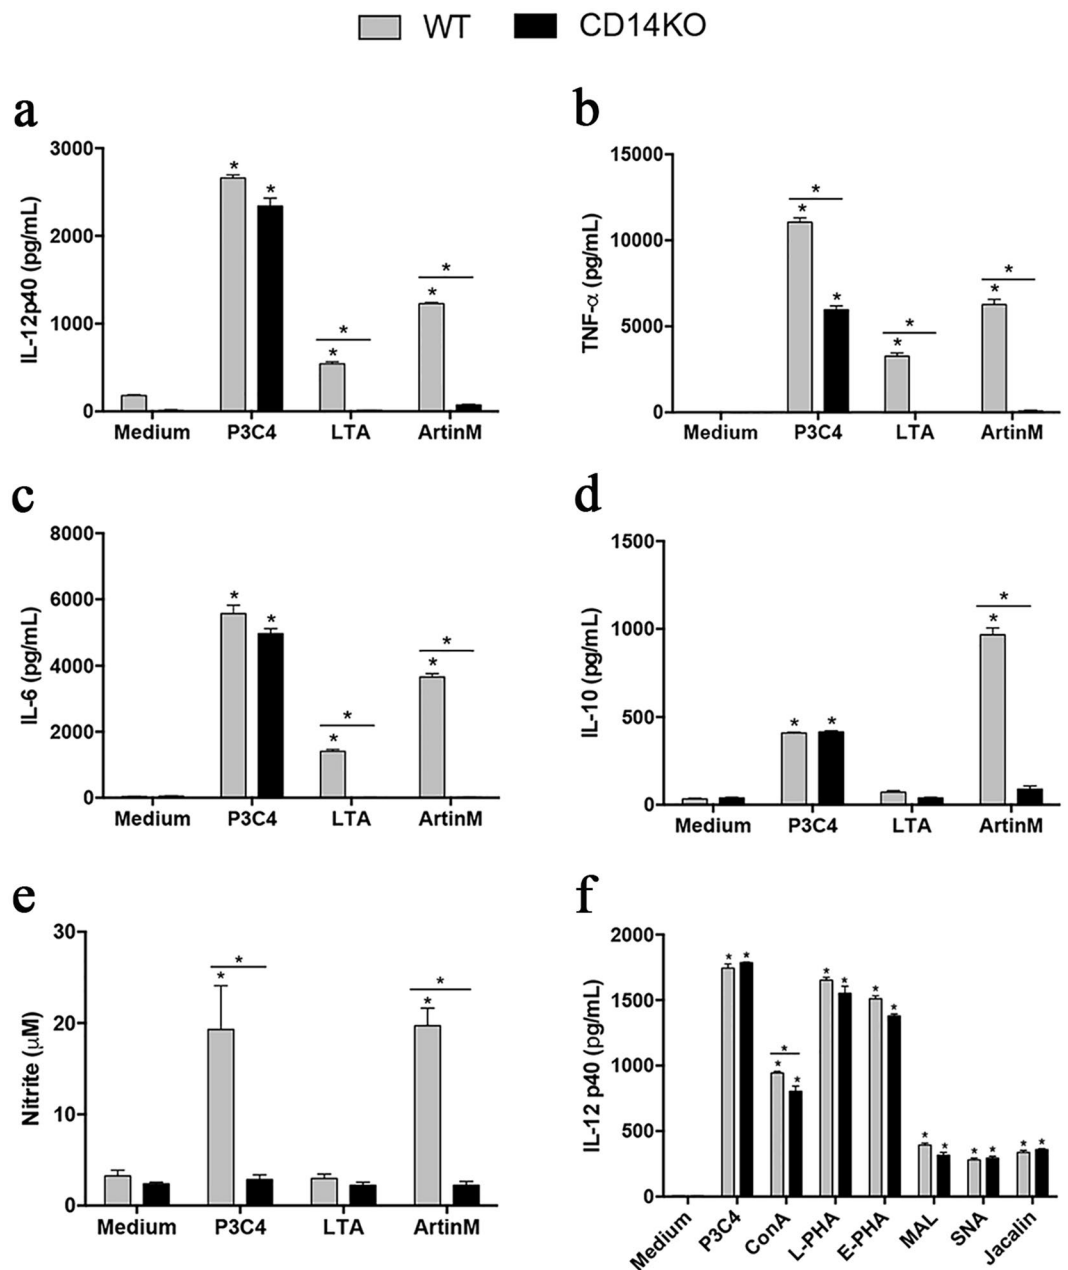 WT CD14KO
a
3000
2000
1000
0
IL-12p40 (pg/mL)
* * * * * *
Medium P3C4 LTA ArtinM
b
15000
10000
5000
0
TNF-α (pg/mL)
* * * * * * *
Medium P3C4 LTA ArtinM
c
8000
6000
4000
2000
0
IL-6 (pg/mL)
* * * * * *
Medium P3C4 LTA ArtinM
d
1500
1000
500
0
IL-10 (pg/mL)
* * * *
Medium P3C4 LTA ArtinM
e
30
20
10
0
Nitrite (μM)
* * * *
Medium P3C4 LTA ArtinM
f
2000
1500
1000
500
0
IL-12 p40 (pg/mL)
* * * * * * * * * * * * * * *
Medium P3C4 ConA L-PHA E-PHA MAL SNA Jacalin